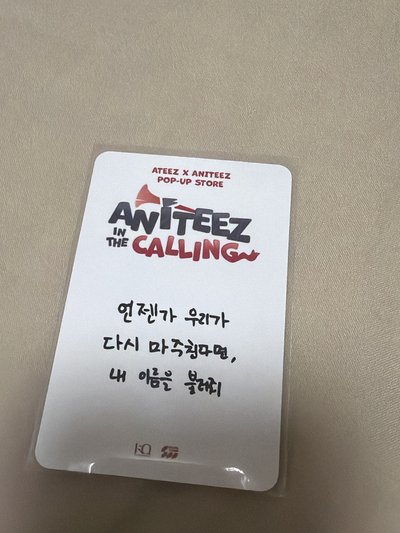 ATEEZ X ANITEEZ
POP-UP STORE
ANITEEZ
IN THE CALLING
언젠가 우리가
다시 마주친다면,
내 이름을 불러줘
KQ